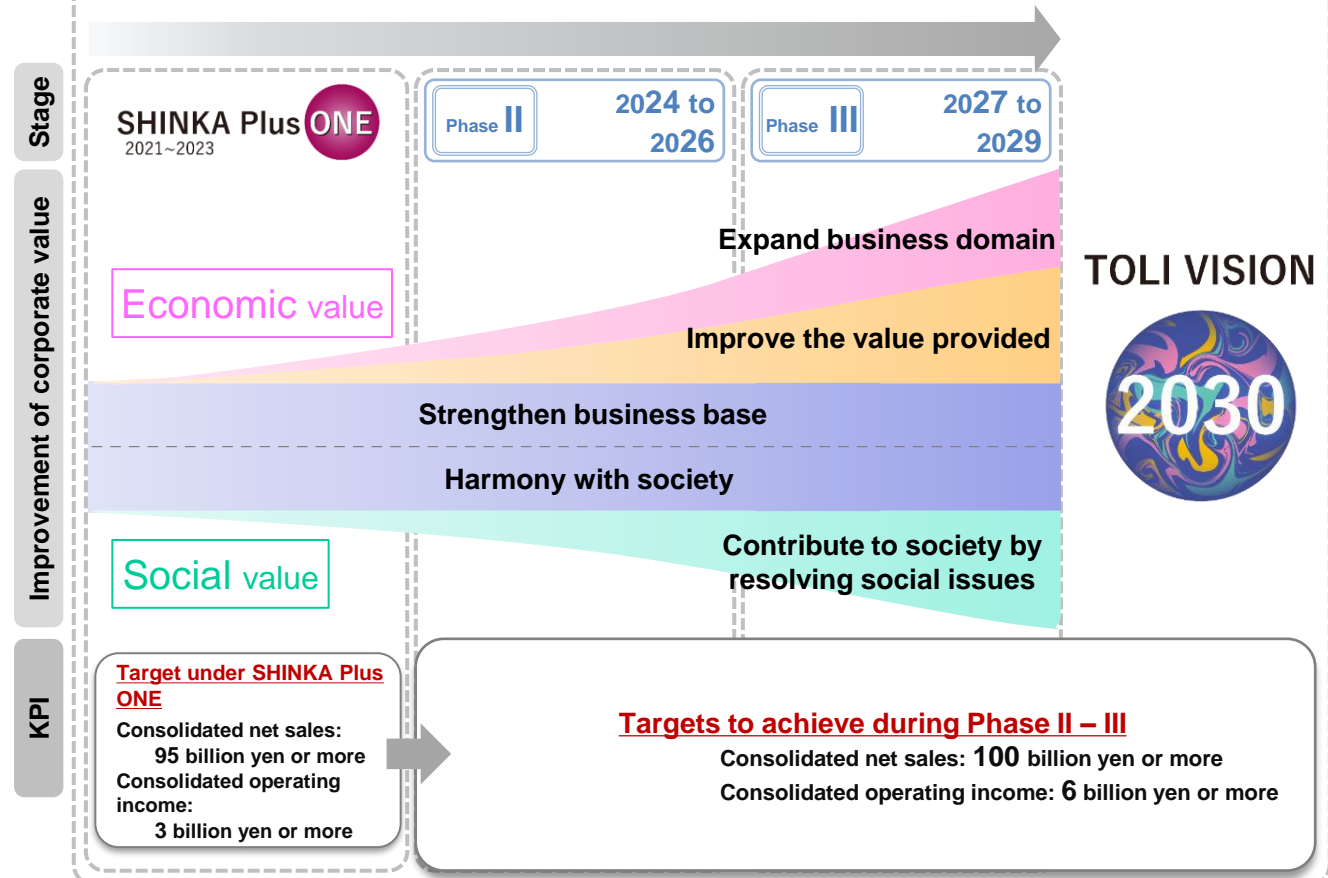 Stage
SHINKA Plus ONE
2021~2023
Phase II
2024 to
2026
Phase III
2027 to
2029
Improvement of corporate value
Expand business domain
Economic value
Improve the value provided
Strengthen business base
Harmony with society
Contribute to society by
resolving social issues
Social value
TOLI VISION
2030
KPI
Target under SHINKA Plus
ONE
Consolidated net sales:
95 billion yen or more
Consolidated operating
income:
3 billion yen or more
Targets to achieve during Phase II – III
Consolidated net sales: 100 billion yen or more
Consolidated operating income: 6 billion yen or more